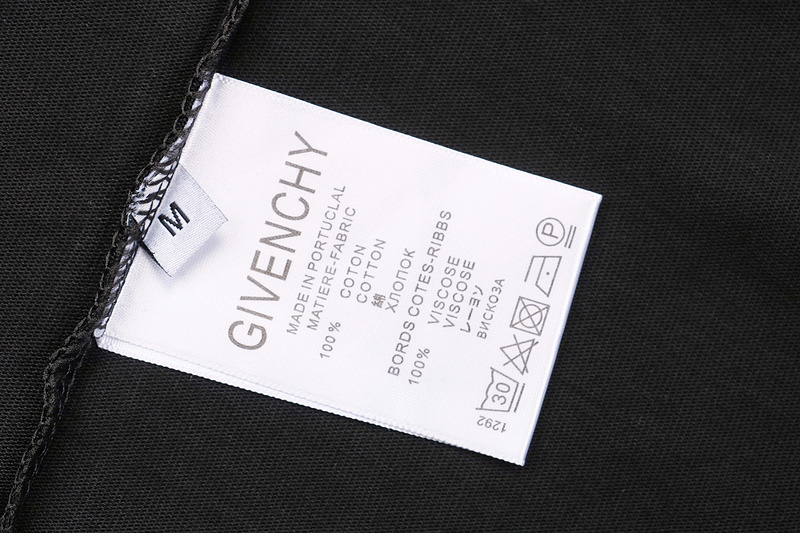 M
GIVENCHY
MADE IN PORTUCLAL
MATIERE-FABRIC
100% COTON
COTTON
綿
ХЛОПОК
BORDS COTES-RIBBS
100% VISCOSE
VISCOSE
レーヨン
ВИСКОЗА
30
P
1292